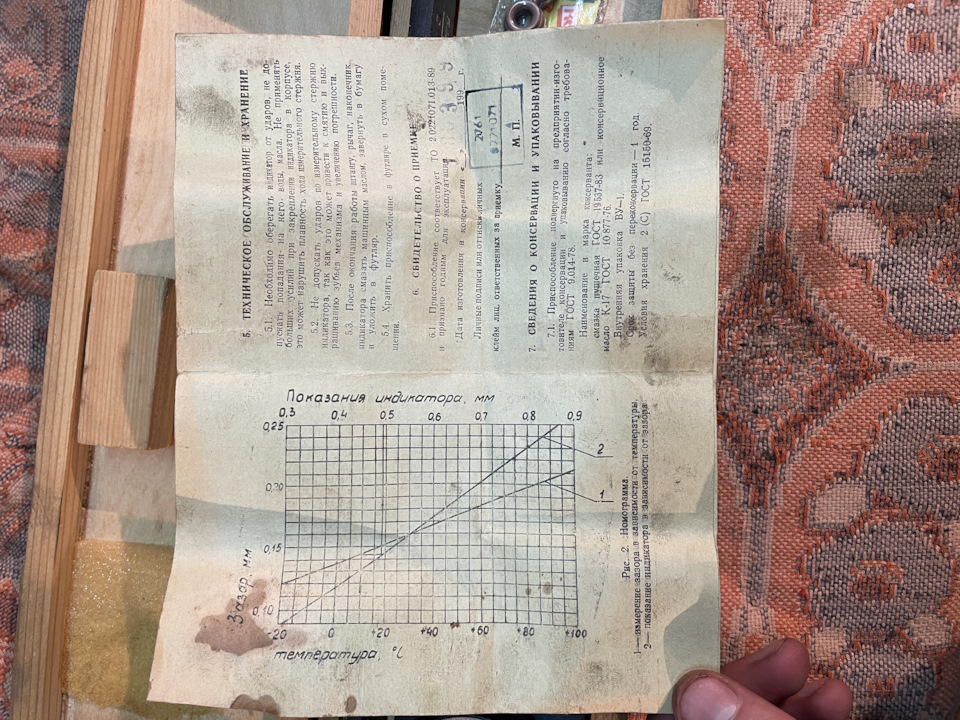 5. ТЕХНИЧЕСКОЕ ОБСЛУЖИВАНИЕ И ХРАНЕНИЕ
5.1. Необходимо оберегать индикатор от ударов, не до-
пускать попадания на него воды, масла. Не применять
больших усилий при закреплении индикатора в корпусе,
это может нарушить плавность хода измерительного стержня.
5.2. Не допускать ударов по измерительному стержню
индикатора, так как это может привести к смятию и вык-
рашиванию зубьев механизма и увеличению погрешности.
5.3. После окончания работы штангу, рычаг, наконечник
индикатора смазать машинным маслом, завернуть в бумагу
и уложить в футляр.
5.4. Хранить приспособление в футляре в сухом поме-
щении.
6. СВИДЕТЕЛЬСТВО О ПРИЕМКЕ
6.1. Приспособление соответствует ТО 2.0221071.013-89
и признано годным для эксплуатации
Дата изготовления и консервации 199 г.
Личные подписи или оттиски личных
клейм лиц, ответственных за приемку
2061
8221071
М. П.
7. СВЕДЕНИЯ О КОНСЕРВАЦИИ И УПАКОВЫВАНИИ
7.1. Приспособление подвергнуто на предприятии-изго-
товителе консервации и упаковыванию согласно требова-
ниям ГОСТ 9.014-78.
Наименование и марка консерванта:
смазка пушечная ГОСТ 19537-83 или консервационное
масло К-17 ГОСТ 10877-76.
Внутренняя упаковка ВУ—1.
Срок защиты без переконсервации — 1 год.
Условия хранения 2 (С) ГОСТ 15150-69.
Показания индикатора, мм
0,3 0,4 0,5 0,6 0,7 0,8 0,9
Зазор мм
0,25
0,20
0,15
0,10
2
1
-20 0 +20 +40 +60 +80 +100
температура, °С
Рис. 2. Номограмма.
1 — измерение зазора в зависимости от температуры,
2 — показание индикатора в зависимости от зазора